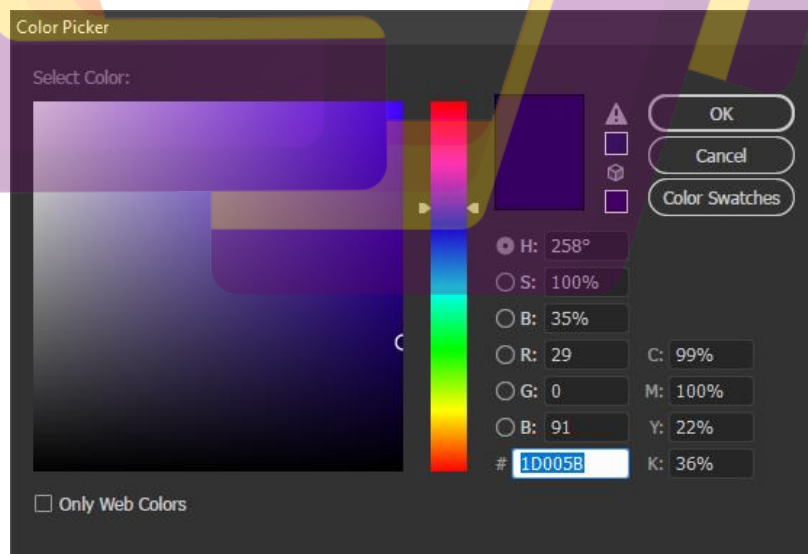 Color Picker
Select Color:
OK
Cancel
Color Swatches
H: 258°
S: 100%
B: 35%
R: 29
G: 0
B: 91
# 1D005B
C: 99%
M: 100%
Y: 22%
K: 36%
Only Web Colors